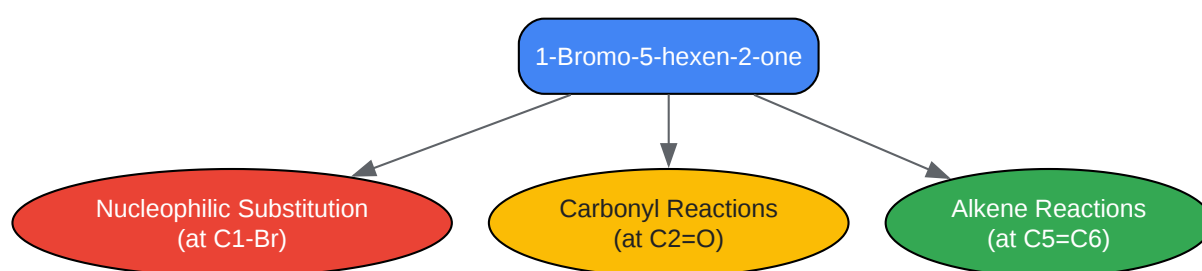 1-Bromo-5-hexen-2-one
Nucleophilic Substitution
(at C1-Br)
Carbonyl Reactions
(at C2=O)
Alkene Reactions
(at C5=C6)